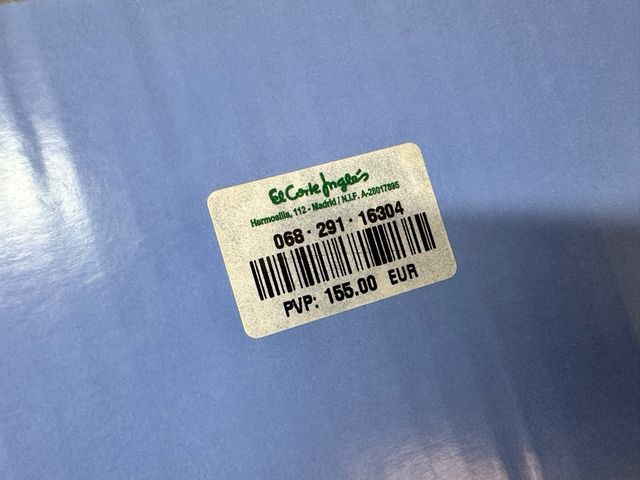 El Corte Inglés
Hermosilla, 112 - Madrid / N.I.F. A-28017895
068 · 291 · 16304
PVP: 155.00 EUR